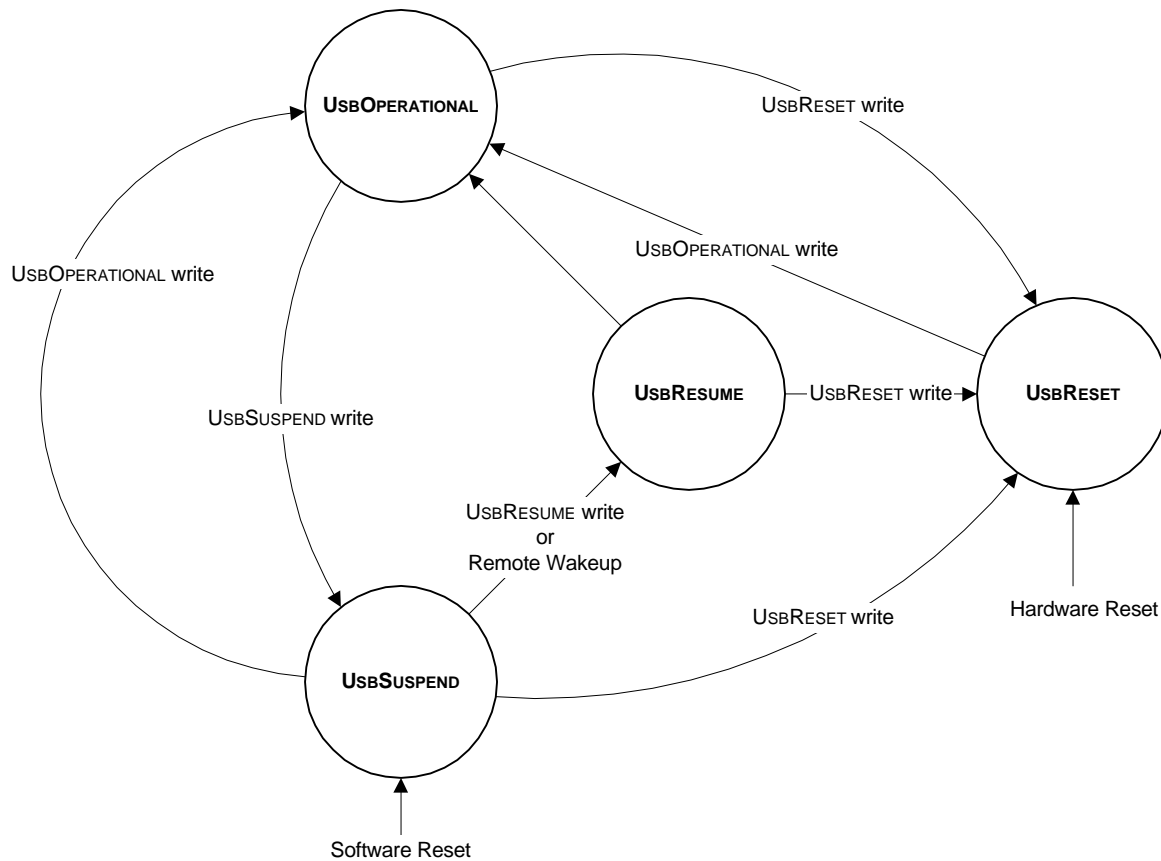 USBOPERATIONAL
USBRESET write
USBOPERATIONAL write
USBOPERATIONAL write
USBRESUME
USBRESET write
USBRESET
USBSUSPEND write
USBRESUME write
or
Remote Wakeup
Hardware Reset
USBRESET write
USBSUSPEND
Software Reset